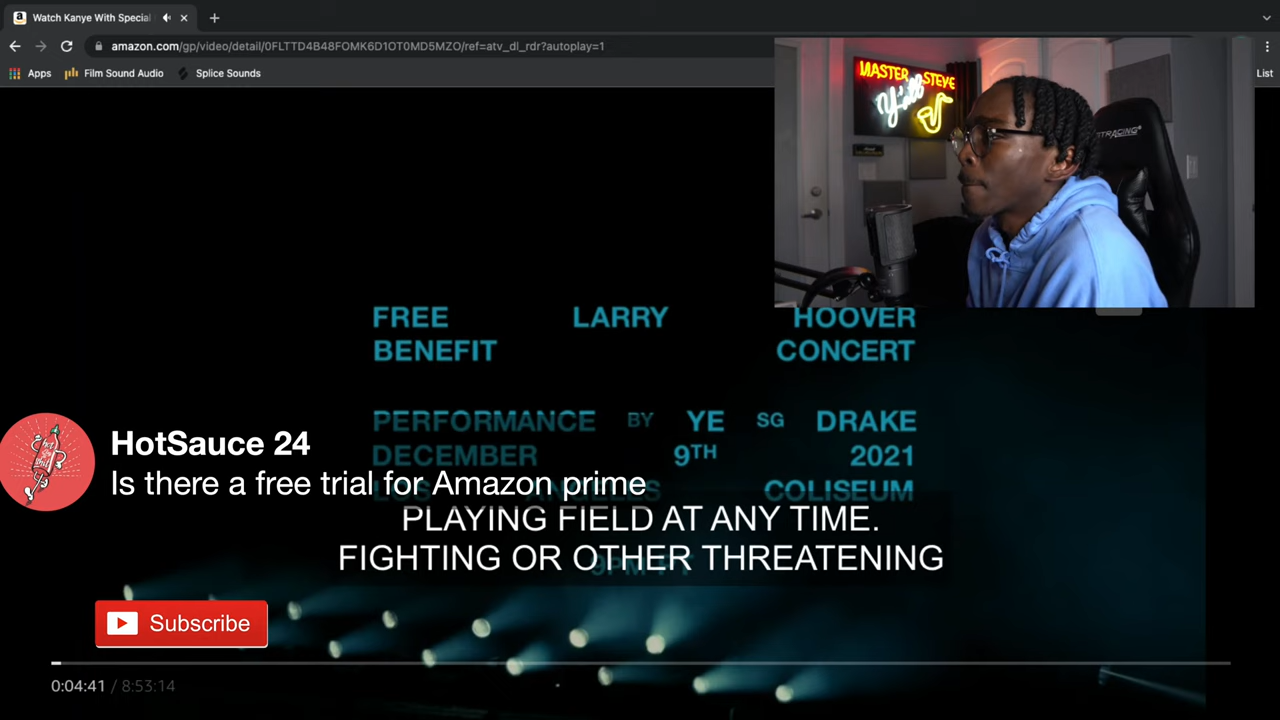 Watch Kanye With Special
amazon.com/gp/video/detail/0FLTTD4B48FOMK6D1OT0MD5MZO/ref=atv_dl_rdr?autoplay=1
Apps Film Sound Audio Splice Sounds List
MASTER STEVE
y'all
FREE LARRY HOOVER
BENEFIT CONCERT
PERFORMANCE BY YE SG DRAKE
DECEMBER 9TH 2021
LOS ANGELES COLISEUM
HotSauce 24
Is there a free trial for Amazon prime
PLAYING FIELD AT ANY TIME.
FIGHTING OR OTHER THREATENING
Subscribe
0:04:41 / 8:53:14